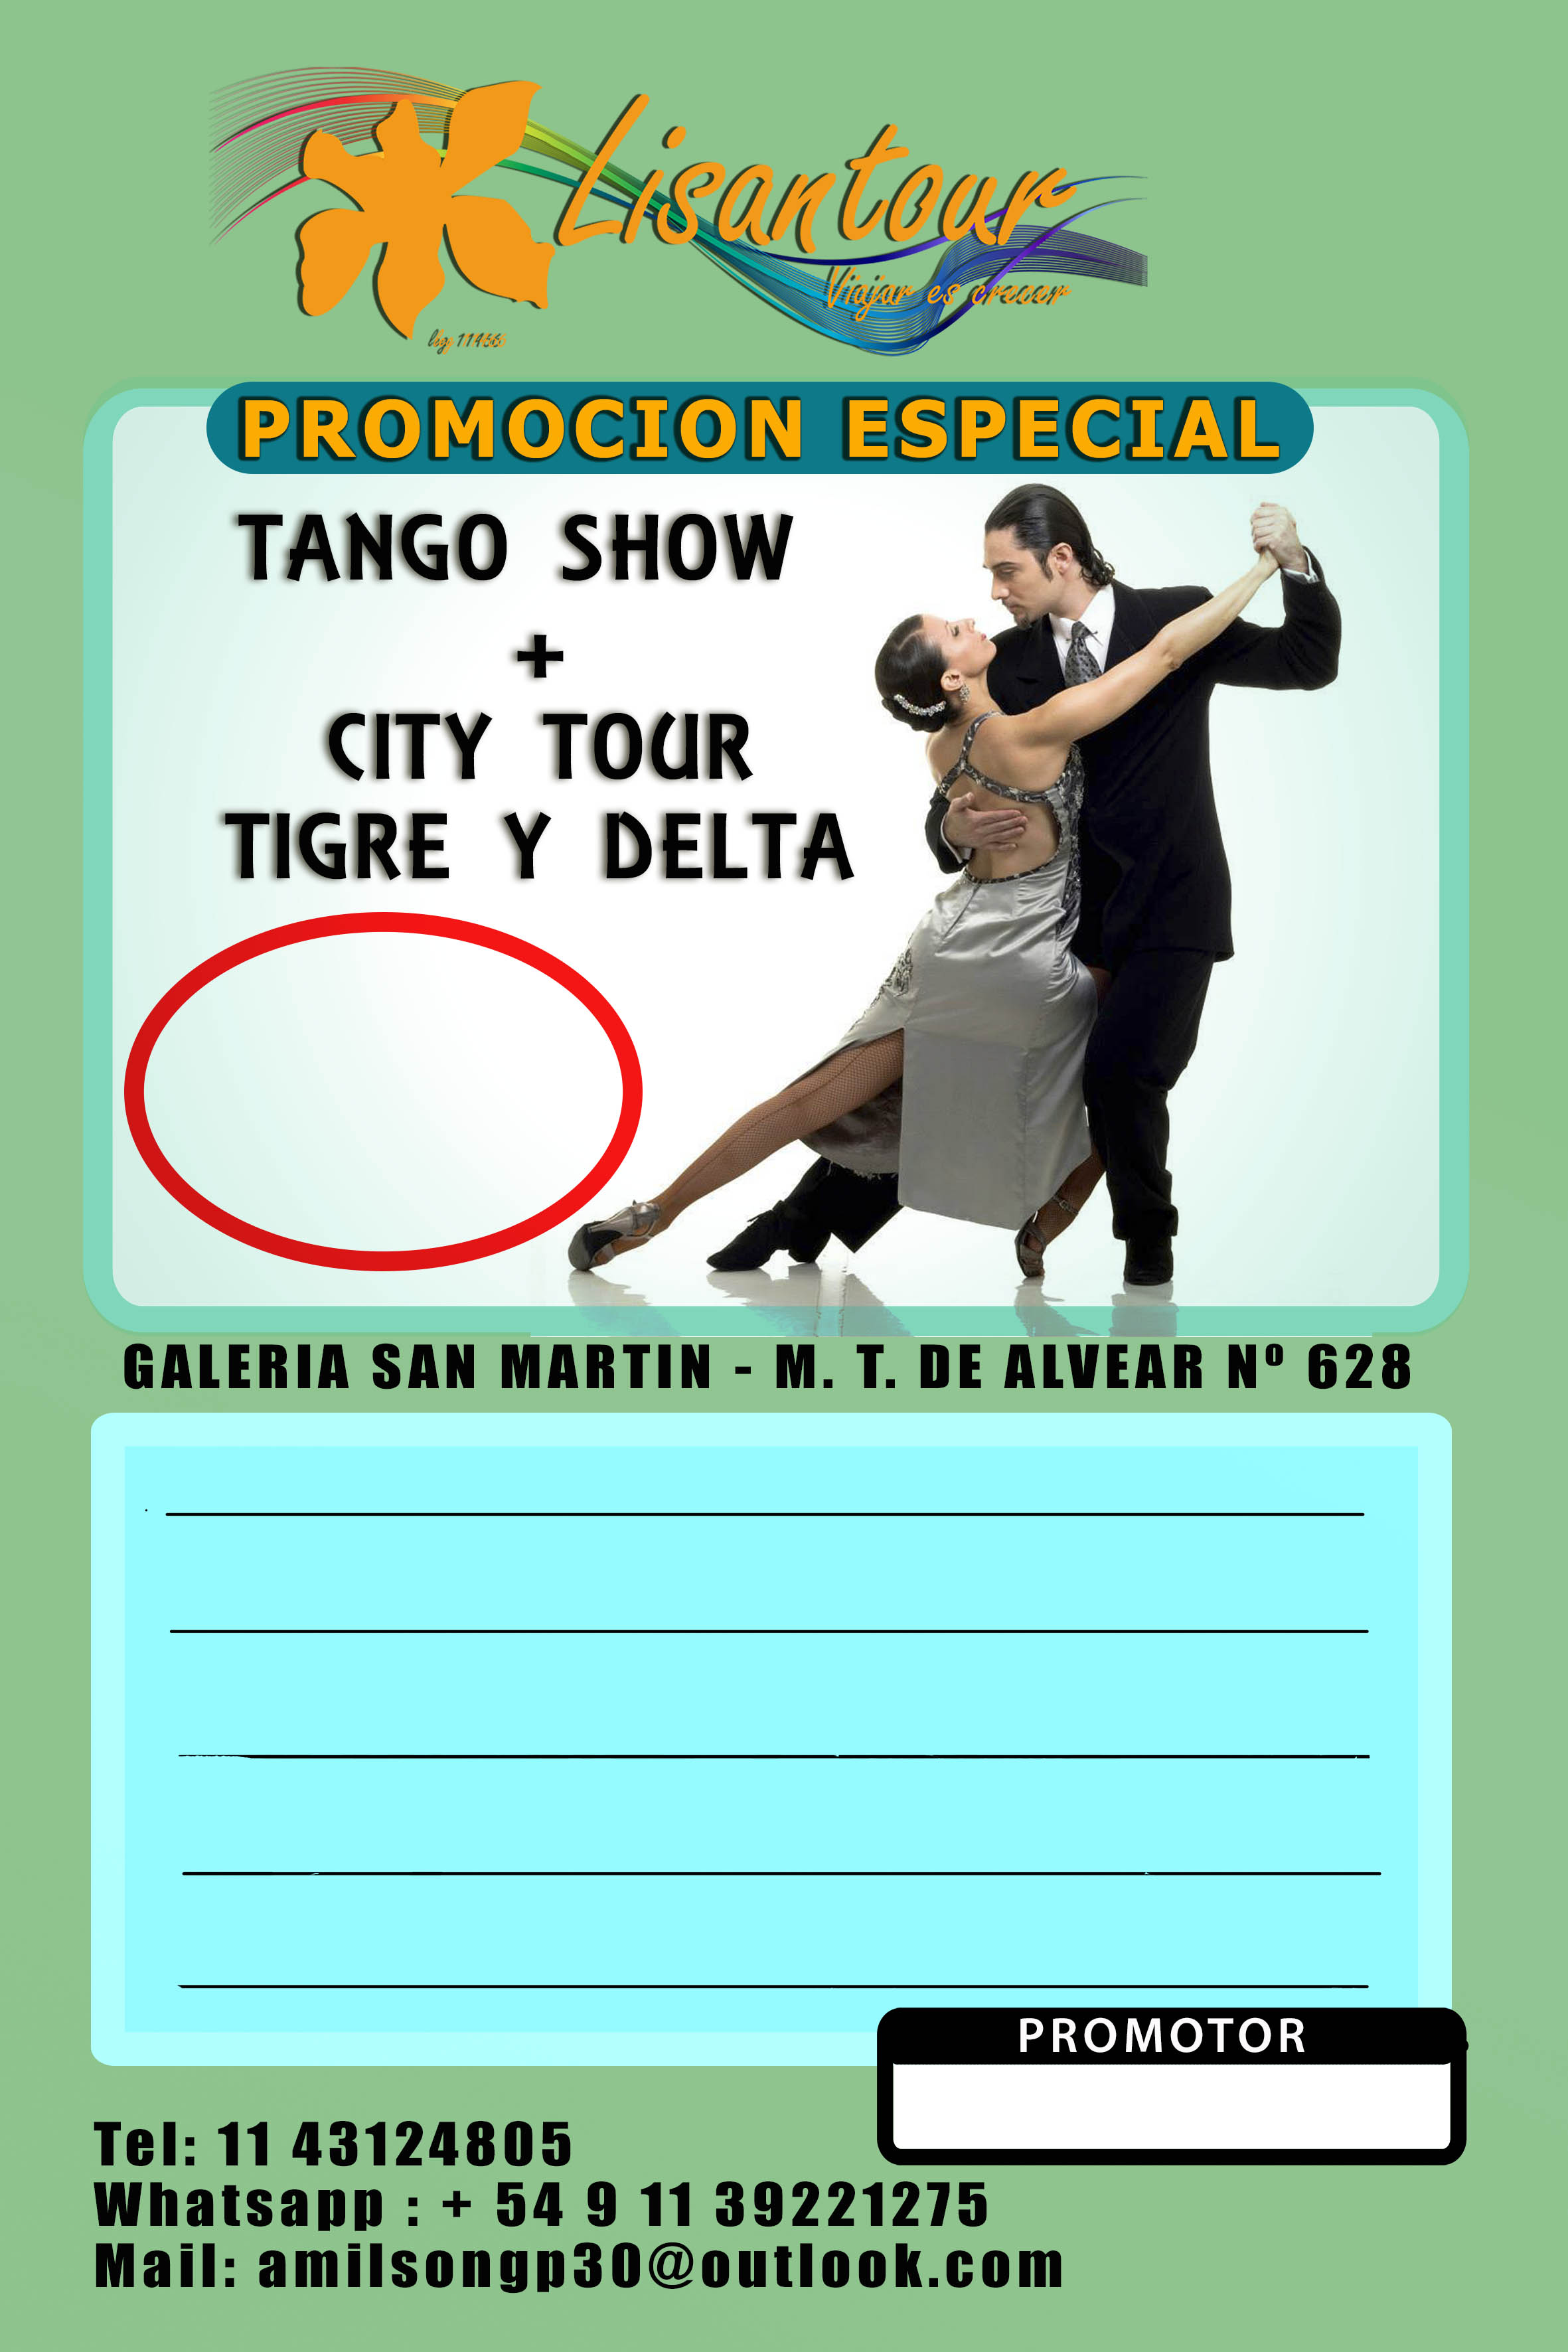 Lisantour
Viajar es crecer
PROMOCION ESPECIAL
TANGO SHOW
+
CITY TOUR
TIGRE Y DELTA
GALERIA SAN MARTIN - M. T. DE ALVEAR Nº 628
PROMOTOR
Tel: 11 43124805
Whatsapp : + 54 9 11 39221275
Mail: amilsongp30@outlook.com